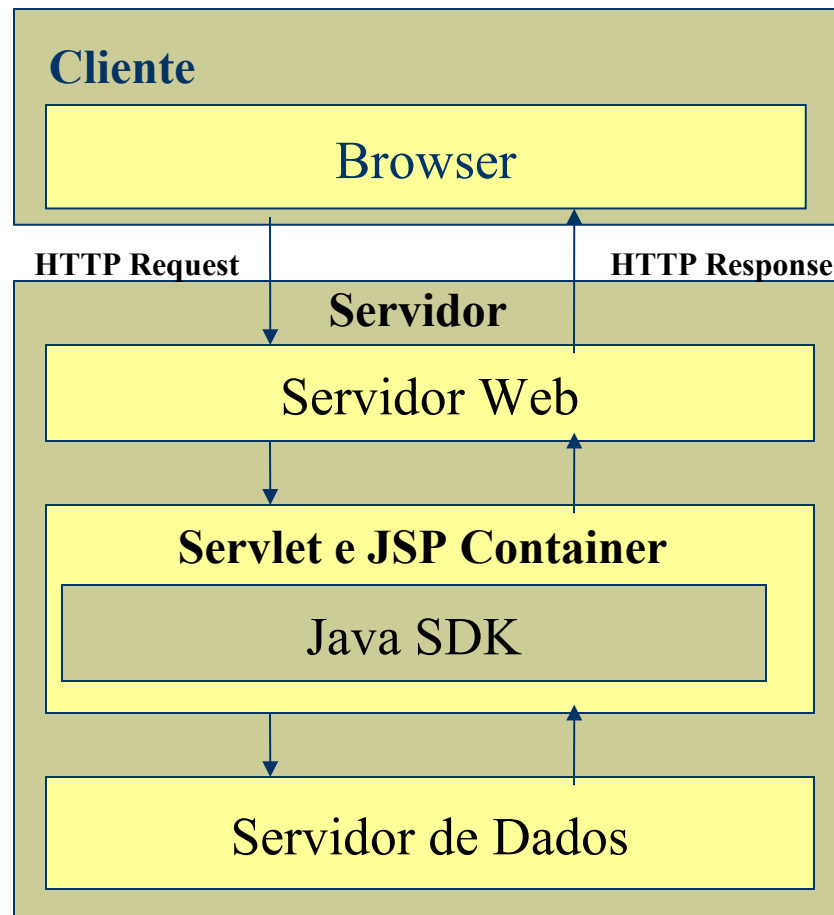 Cliente
Browser
HTTP Request
HTTP Response
Servidor
Servidor Web
Servlet e JSP Container
Java SDK
Servidor de Dados